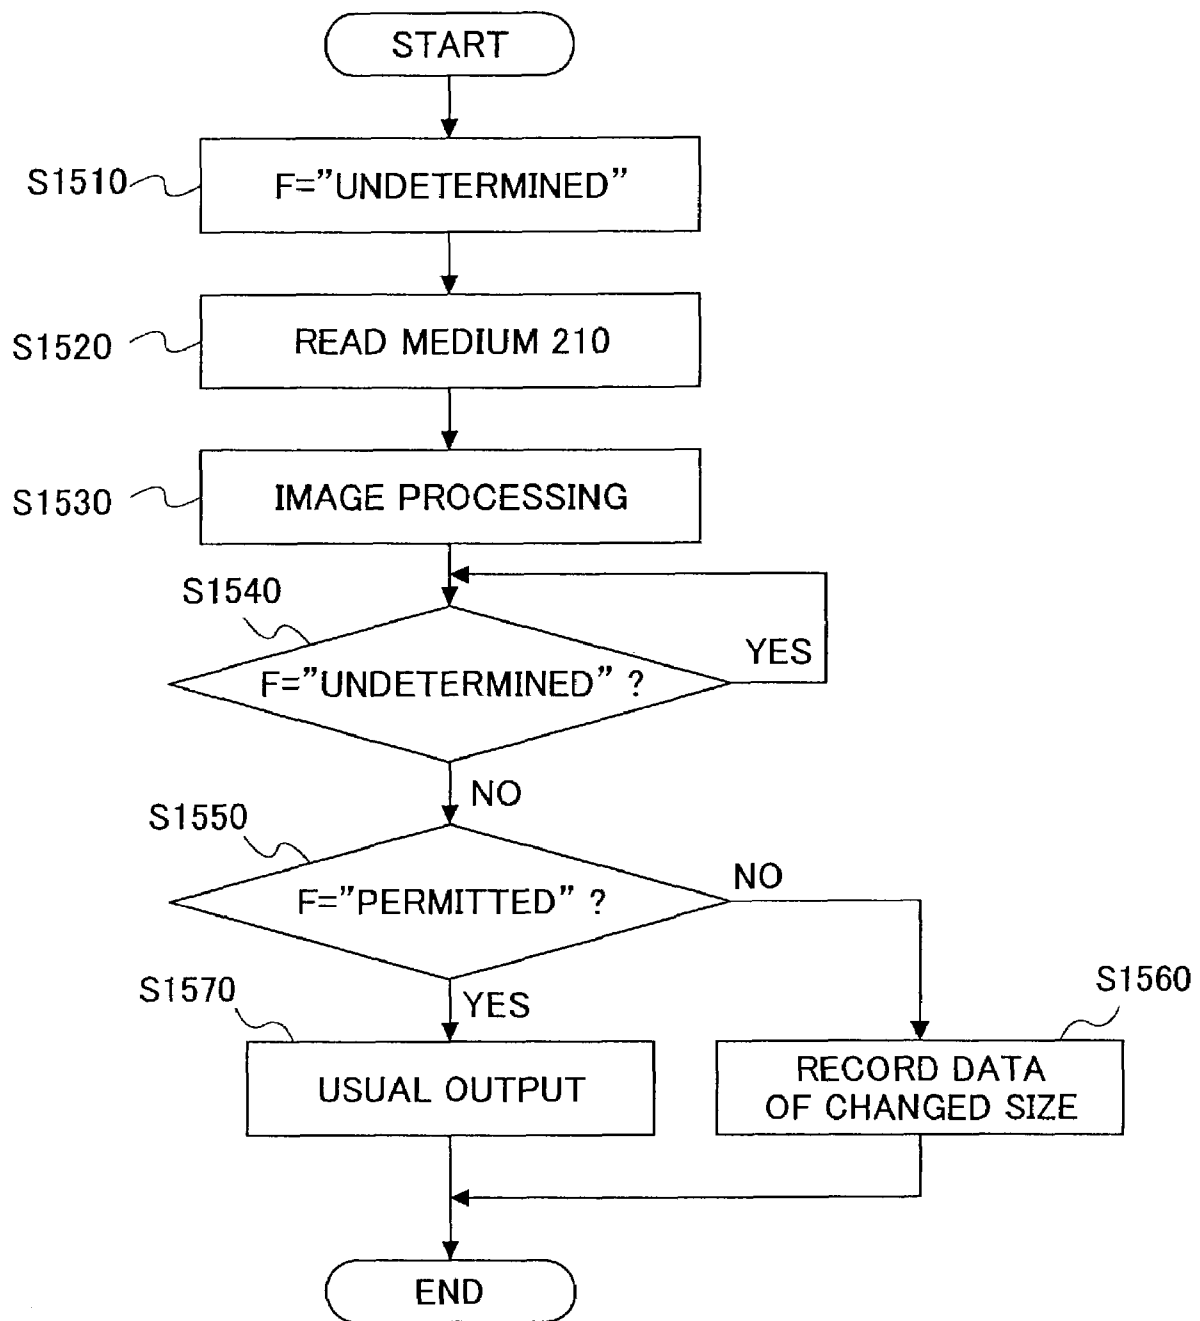 START
S1510
F="UNDETERMINED"
S1520
READ MEDIUM 210
S1530
IMAGE PROCESSING
S1540
YES
F="UNDETERMINED" ?
NO
S1550
NO
F="PERMITTED" ?
S1570
YES
S1560
USUAL OUTPUT
RECORD DATA
OF CHANGED SIZE
END